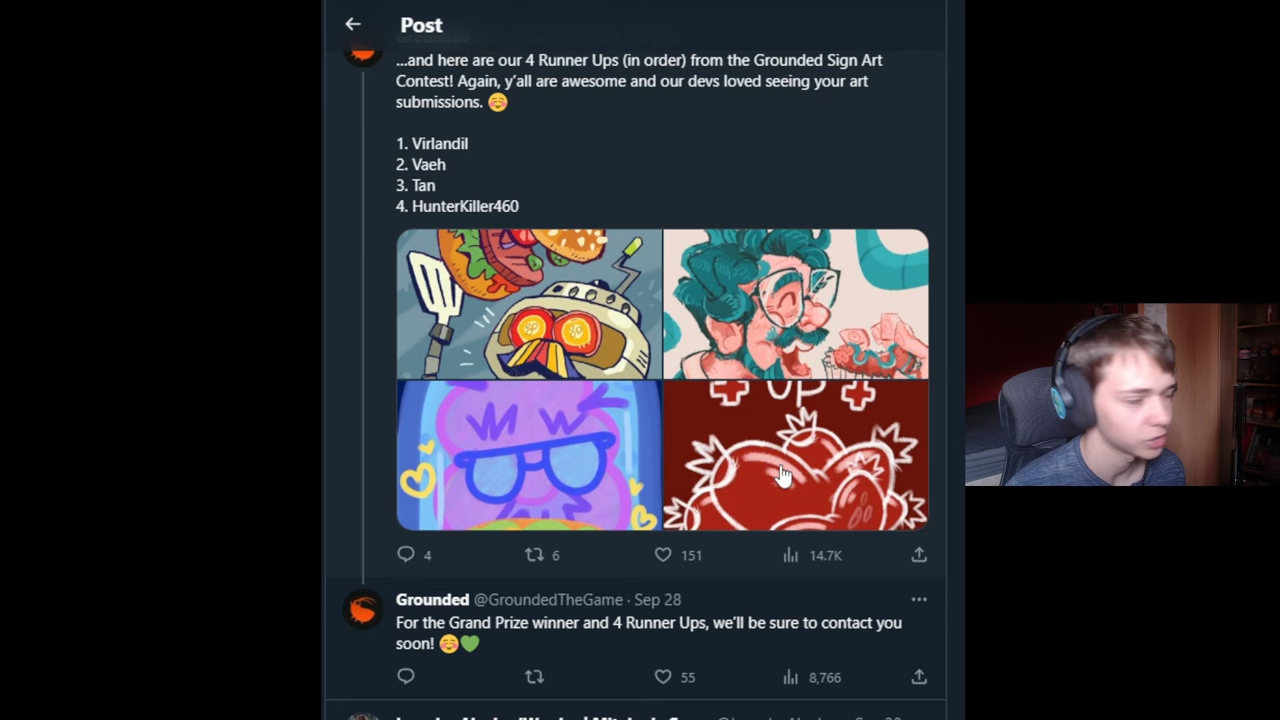 Post
...and here are our 4 Runner Ups (in order) from the Grounded Sign Art
Contest! Again, y'all are awesome and our devs loved seeing your art
submissions. ☺️
1. Virlandil
2. Vaeh
3. Tan
4. HunterKiller460
UP
4
6
151
14.7K
Grounded @GroundedTheGame · Sep 28
For the Grand Prize winner and 4 Runner Ups, we'll be sure to contact you
soon! ☺️💚
55
8,766